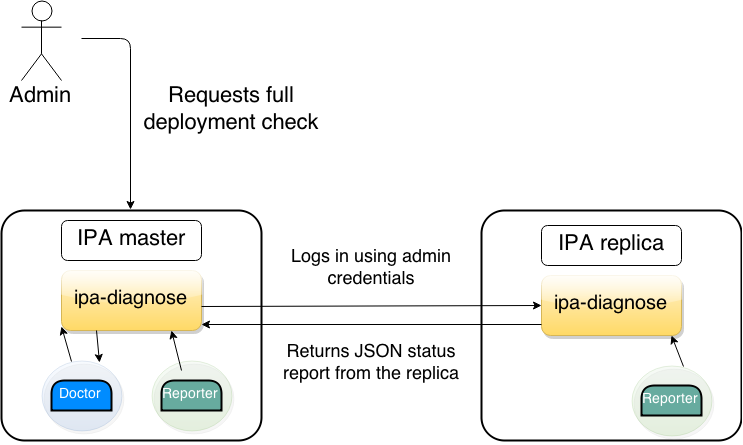 Admin
Requests full
deployment check
IPA master
ipa-diagnose
Doctor
Reporter
Logs in using admin
credentials
Returns JSON status
report from the replica
IPA replica
ipa-diagnose
Reporter